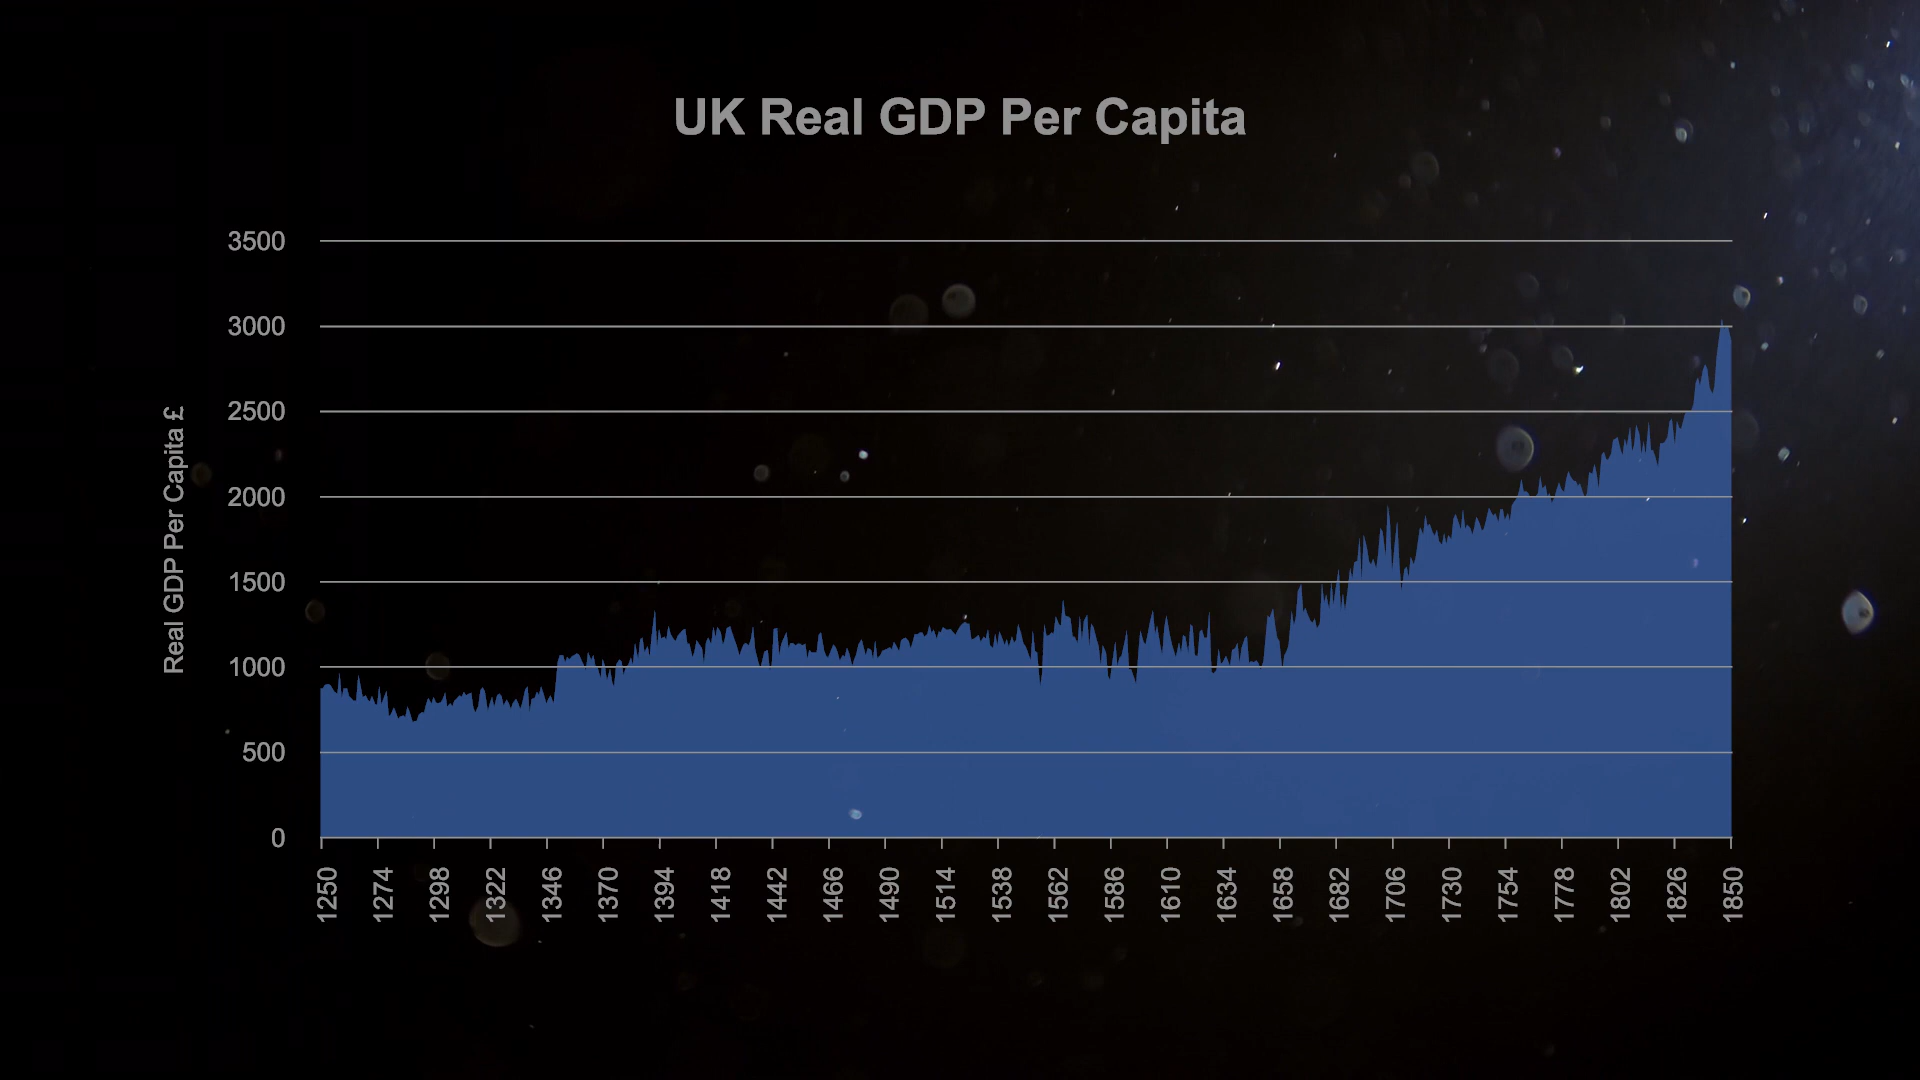 UK Real GDP Per Capita
Real GDP Per Capita £
3500
3000
2500
2000
1500
1000
500
0
1250 1274 1298 1322 1346 1370 1394 1418 1442 1466 1490 1514 1538 1562 1586 1610 1634 1658 1682 1706 1730 1754 1778 1802 1826 1850